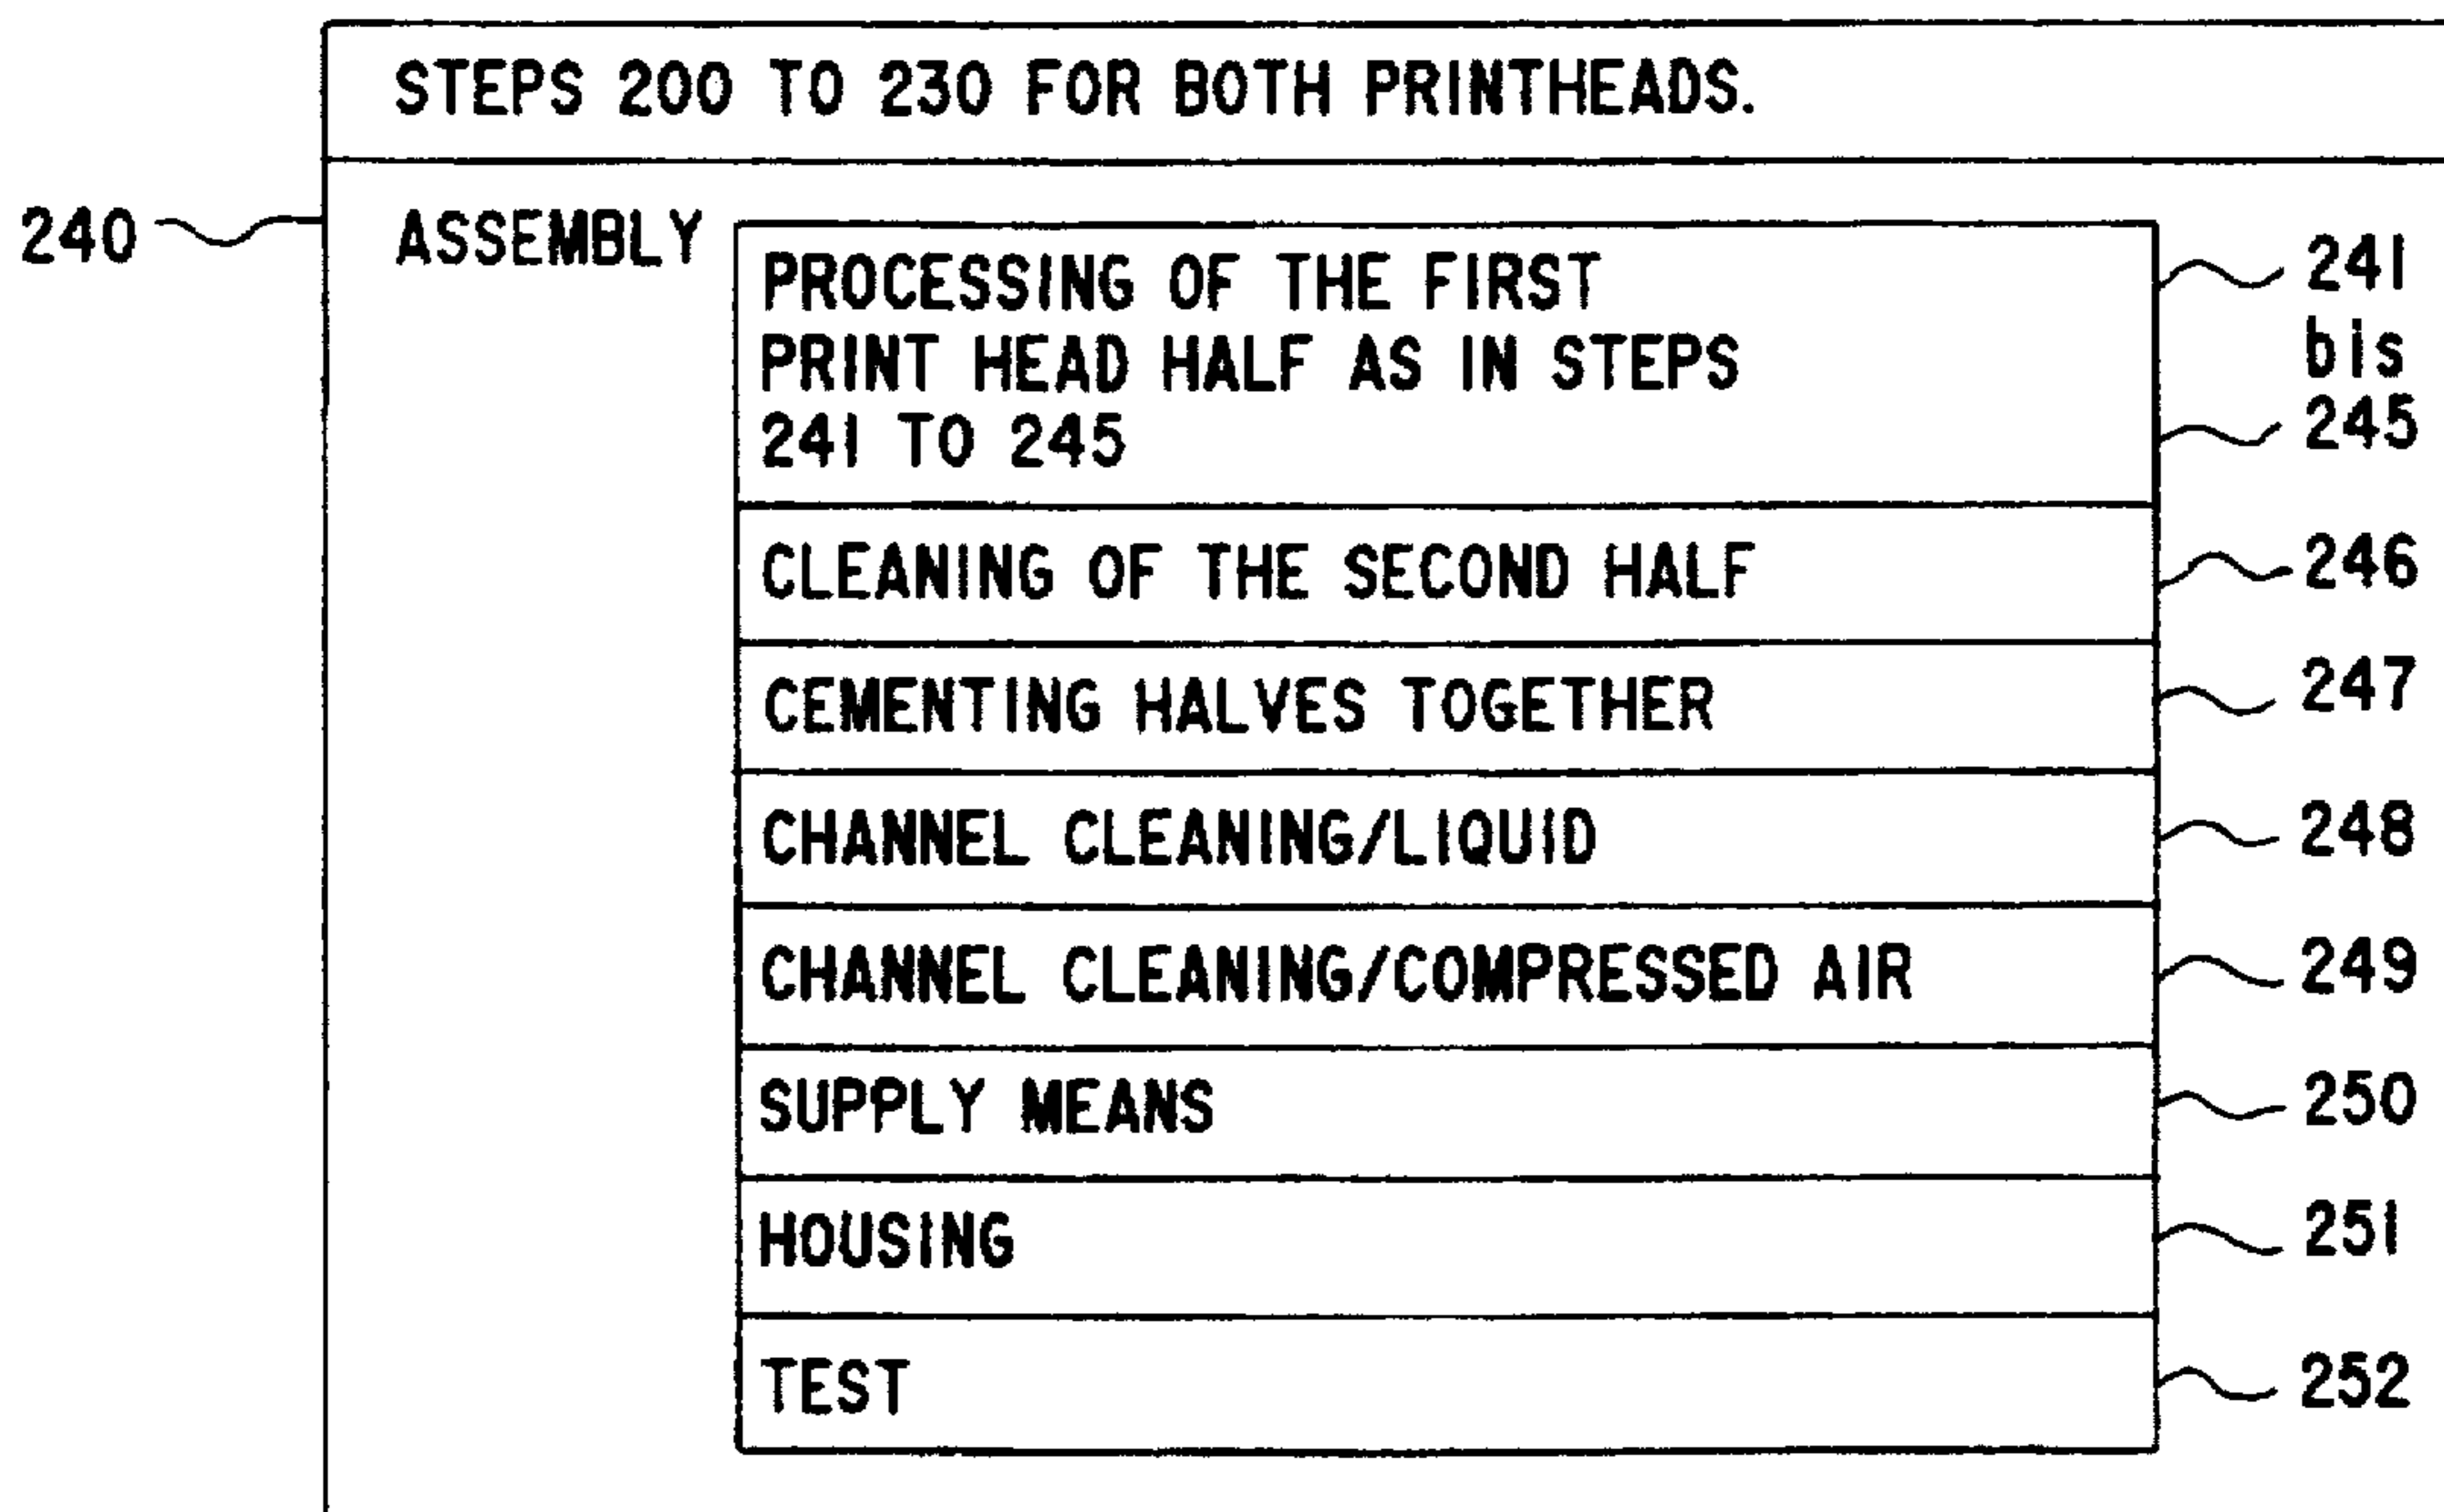 STEPS 200 TO 230 FOR BOTH PRINTHEADS.
240
ASSEMBLY
PROCESSING OF THE FIRST
PRINT HEAD HALF AS IN STEPS
241 TO 245
241
bis
245
CLEANING OF THE SECOND HALF
246
CEMENTING HALVES TOGETHER
247
CHANNEL CLEANING/LIQUID
248
CHANNEL CLEANING/COMPRESSED AIR
249
SUPPLY MEANS
250
HOUSING
251
TEST
252